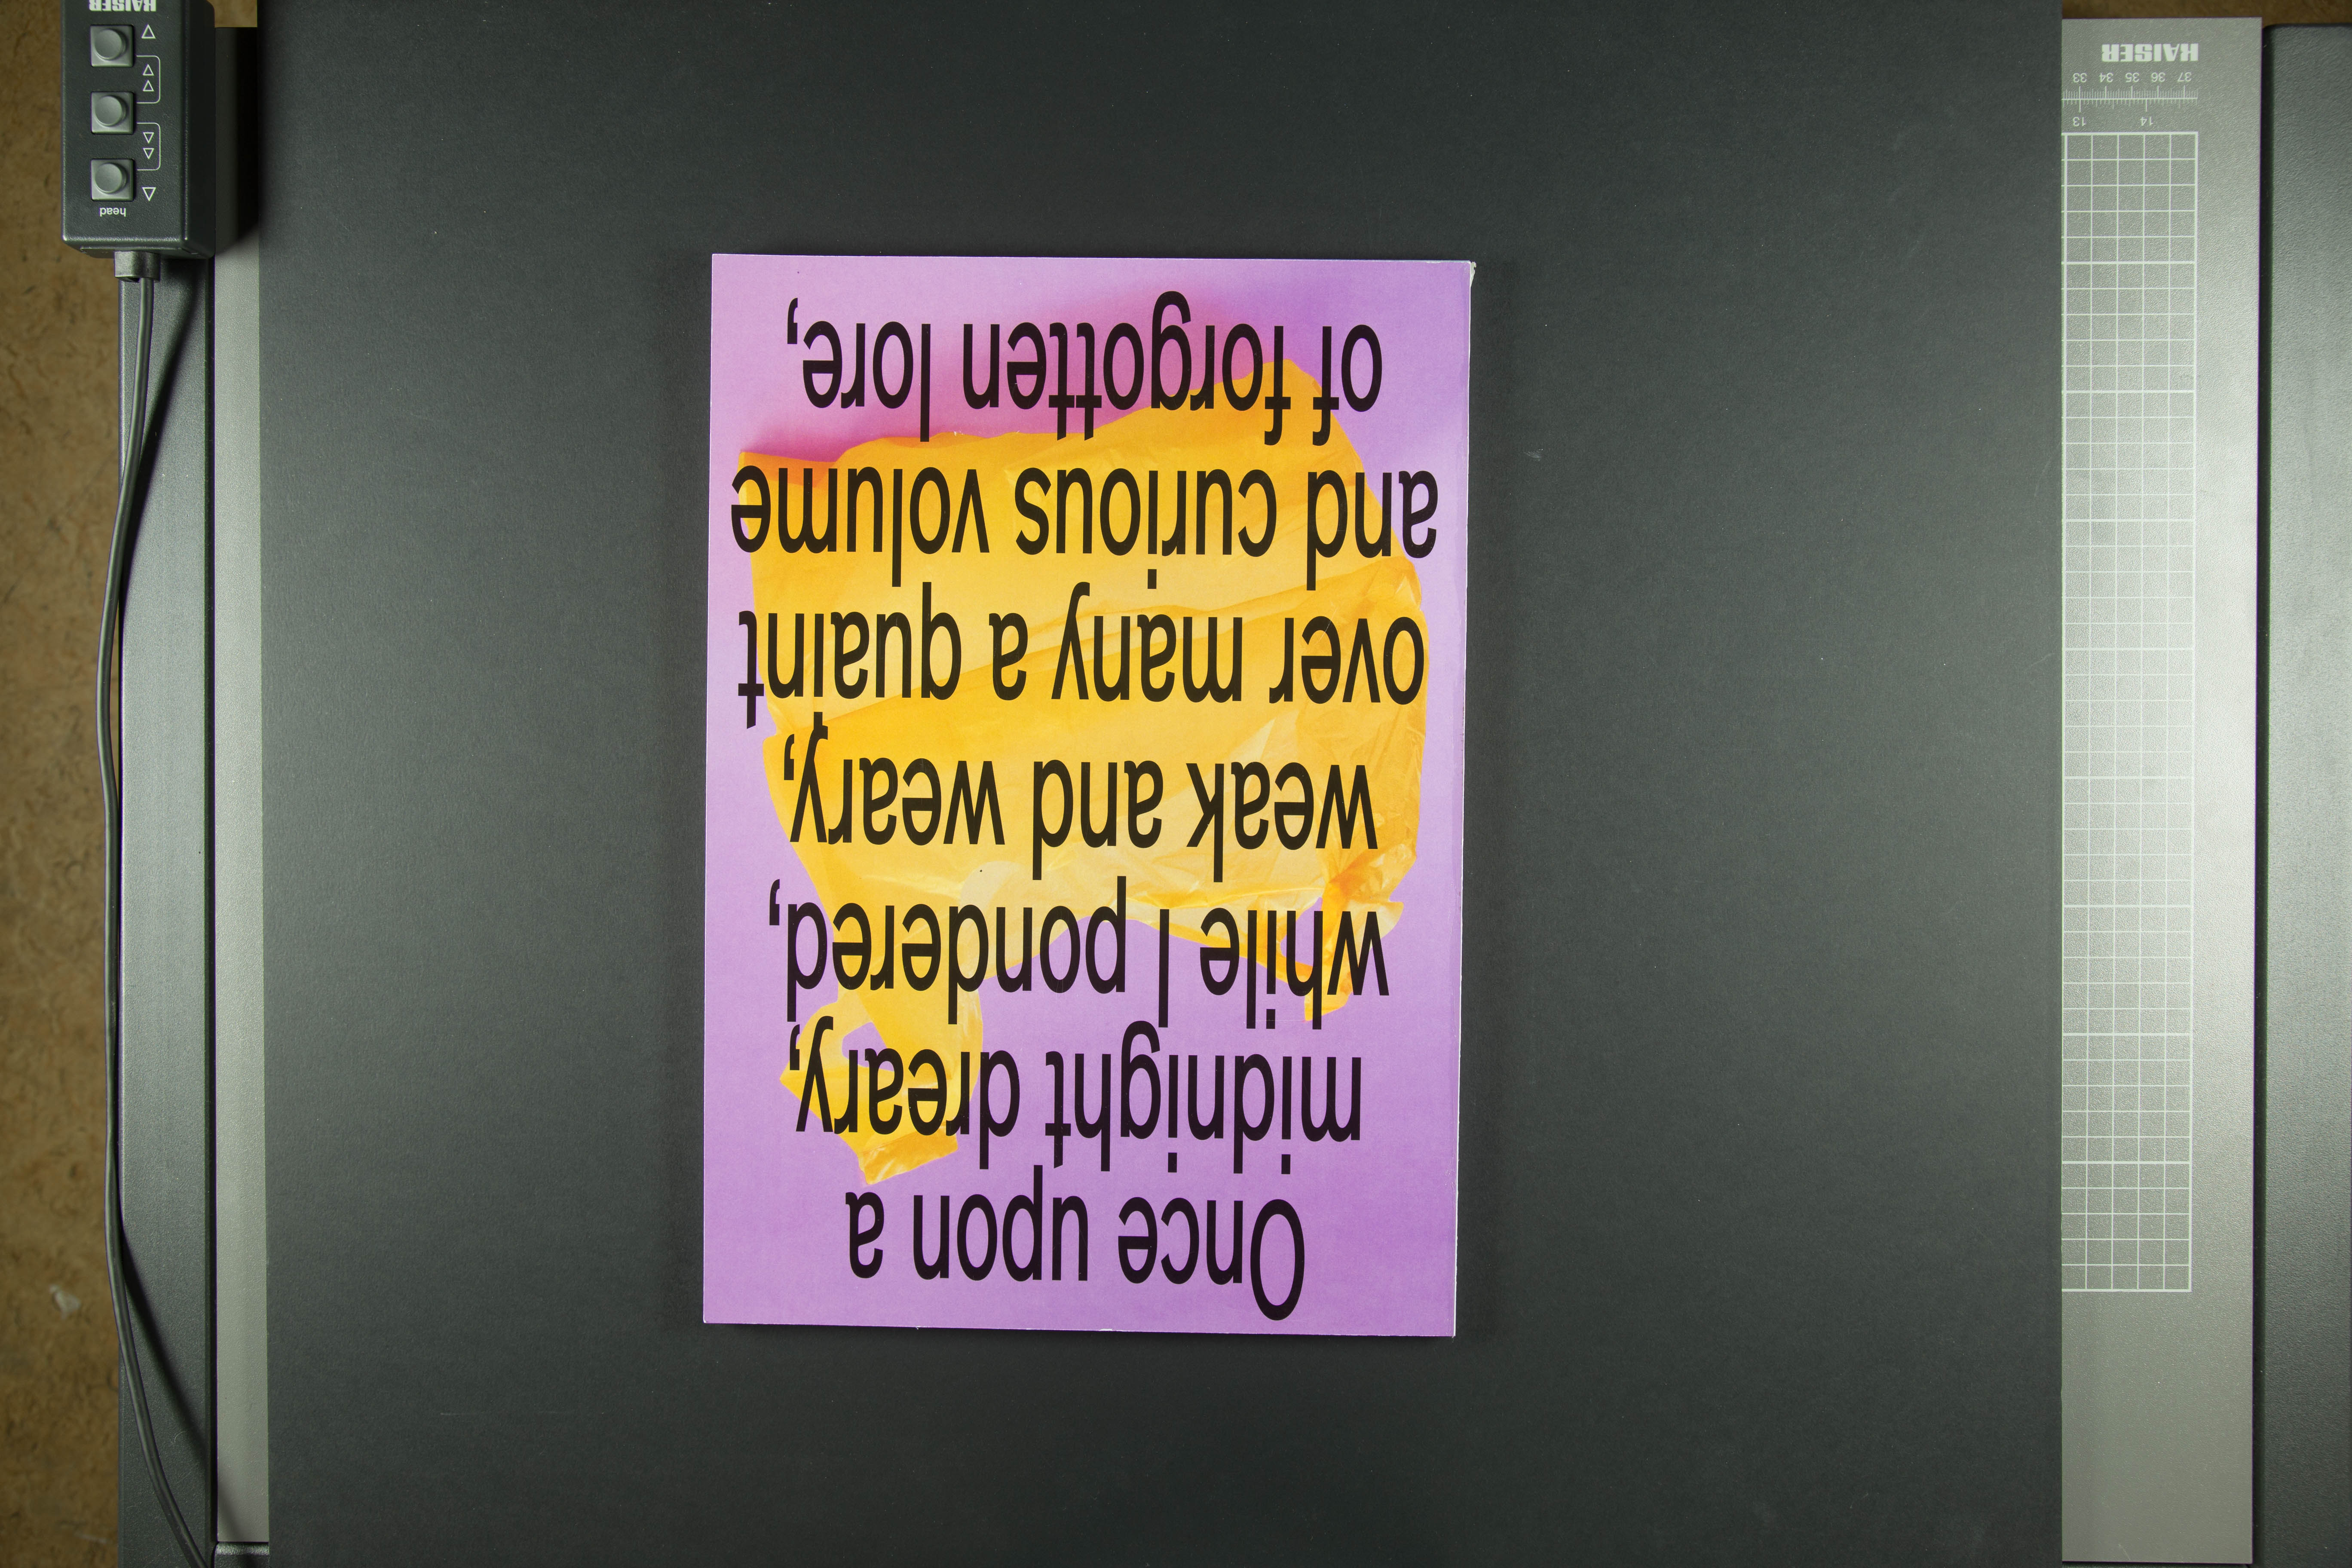 Once upon a
midnight dreary,
while I pondered,
weak and weary,
over many a quaint
and curious volume
of forgotten lore,
head
KAISER
KAISER
33 34 35 36 37
13 14